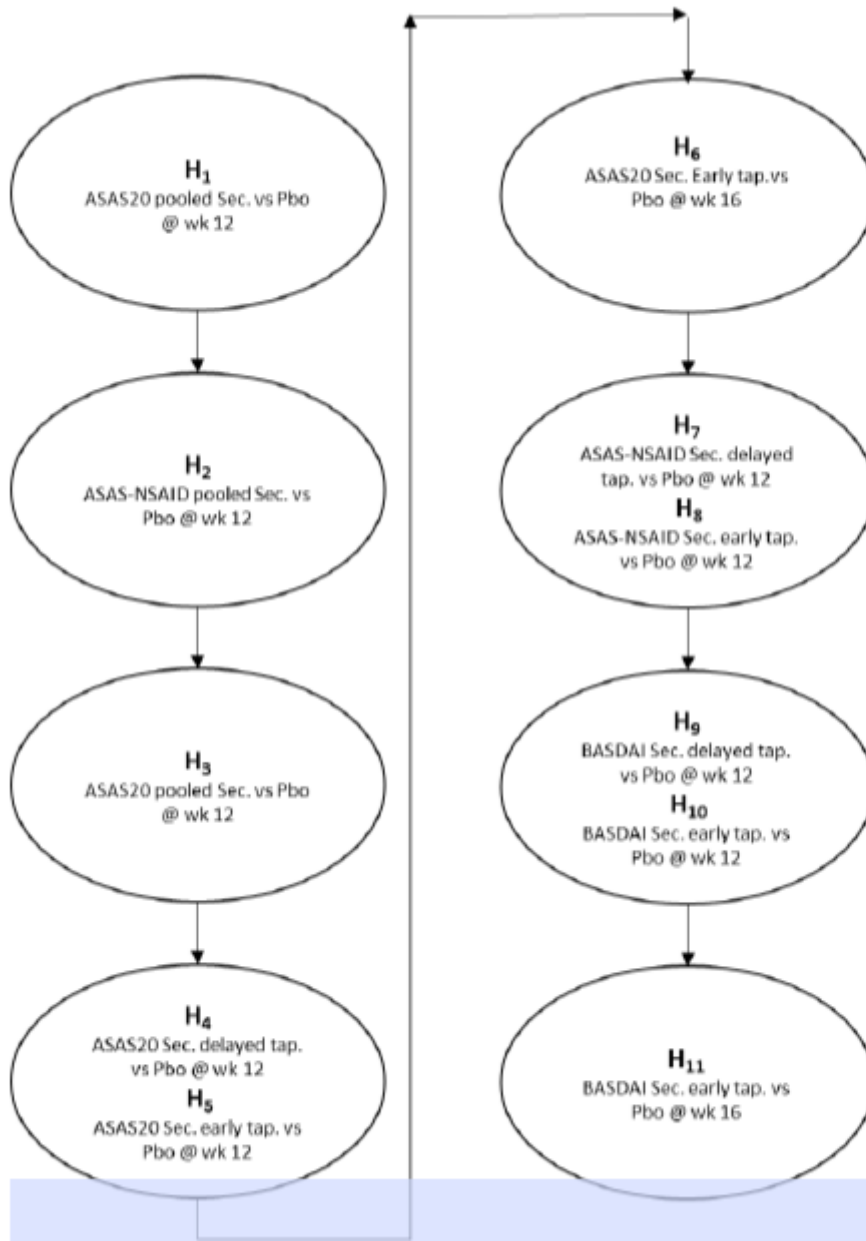 H1
ASAS20 pooled Sec. vs Pbo
@ wk 12
H2
ASAS-NSAID pooled Sec. vs
Pbo @ wk 12
H3
ASAS20 pooled Sec. vs Pbo
@ wk 12
H4
ASAS20 Sec. delayed tap.
vs Pbo @ wk 12
H5
ASAS20 Sec. early tap. vs
Pbo @ wk 12
H6
ASAS20 Sec. Early tap.vs
Pbo @ wk 16
H7
ASAS-NSAID Sec. delayed
tap. vs Pbo @ wk 12
H8
ASAS-NSAID Sec. early tap.
vs Pbo @ wk 12
H9
BASDAI Sec. delayed tap.
vs Pbo @ wk 12
H10
BASDAI Sec. early tap. vs
Pbo @ wk 12
H11
BASDAI Sec. early tap. vs
Pbo @ wk 16